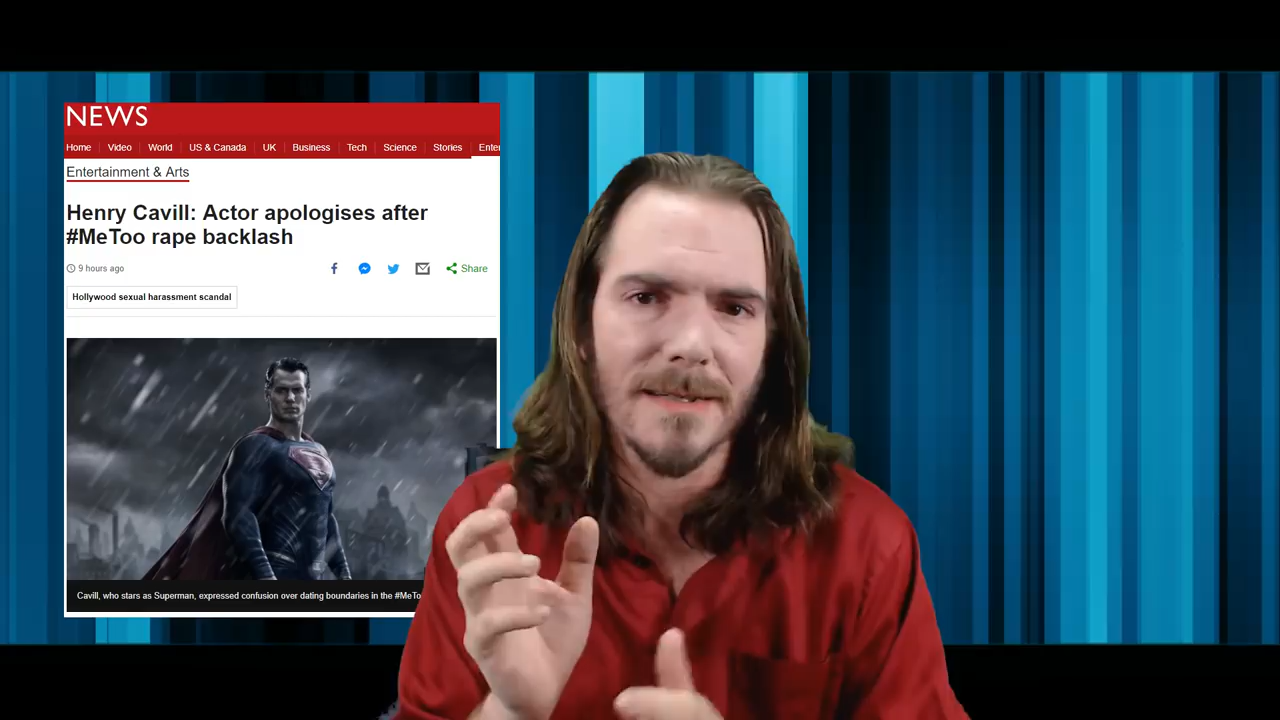 NEWS
Home Video World US & Canada UK Business Tech Science Stories
Entertainment & Arts
Henry Cavill: Actor apologises after
#MeToo rape backlash
9 hours ago
Share
Hollywood sexual harassment scandal
Cavill, who stars as Superman, expressed confusion over dating boundaries in the #MeTo